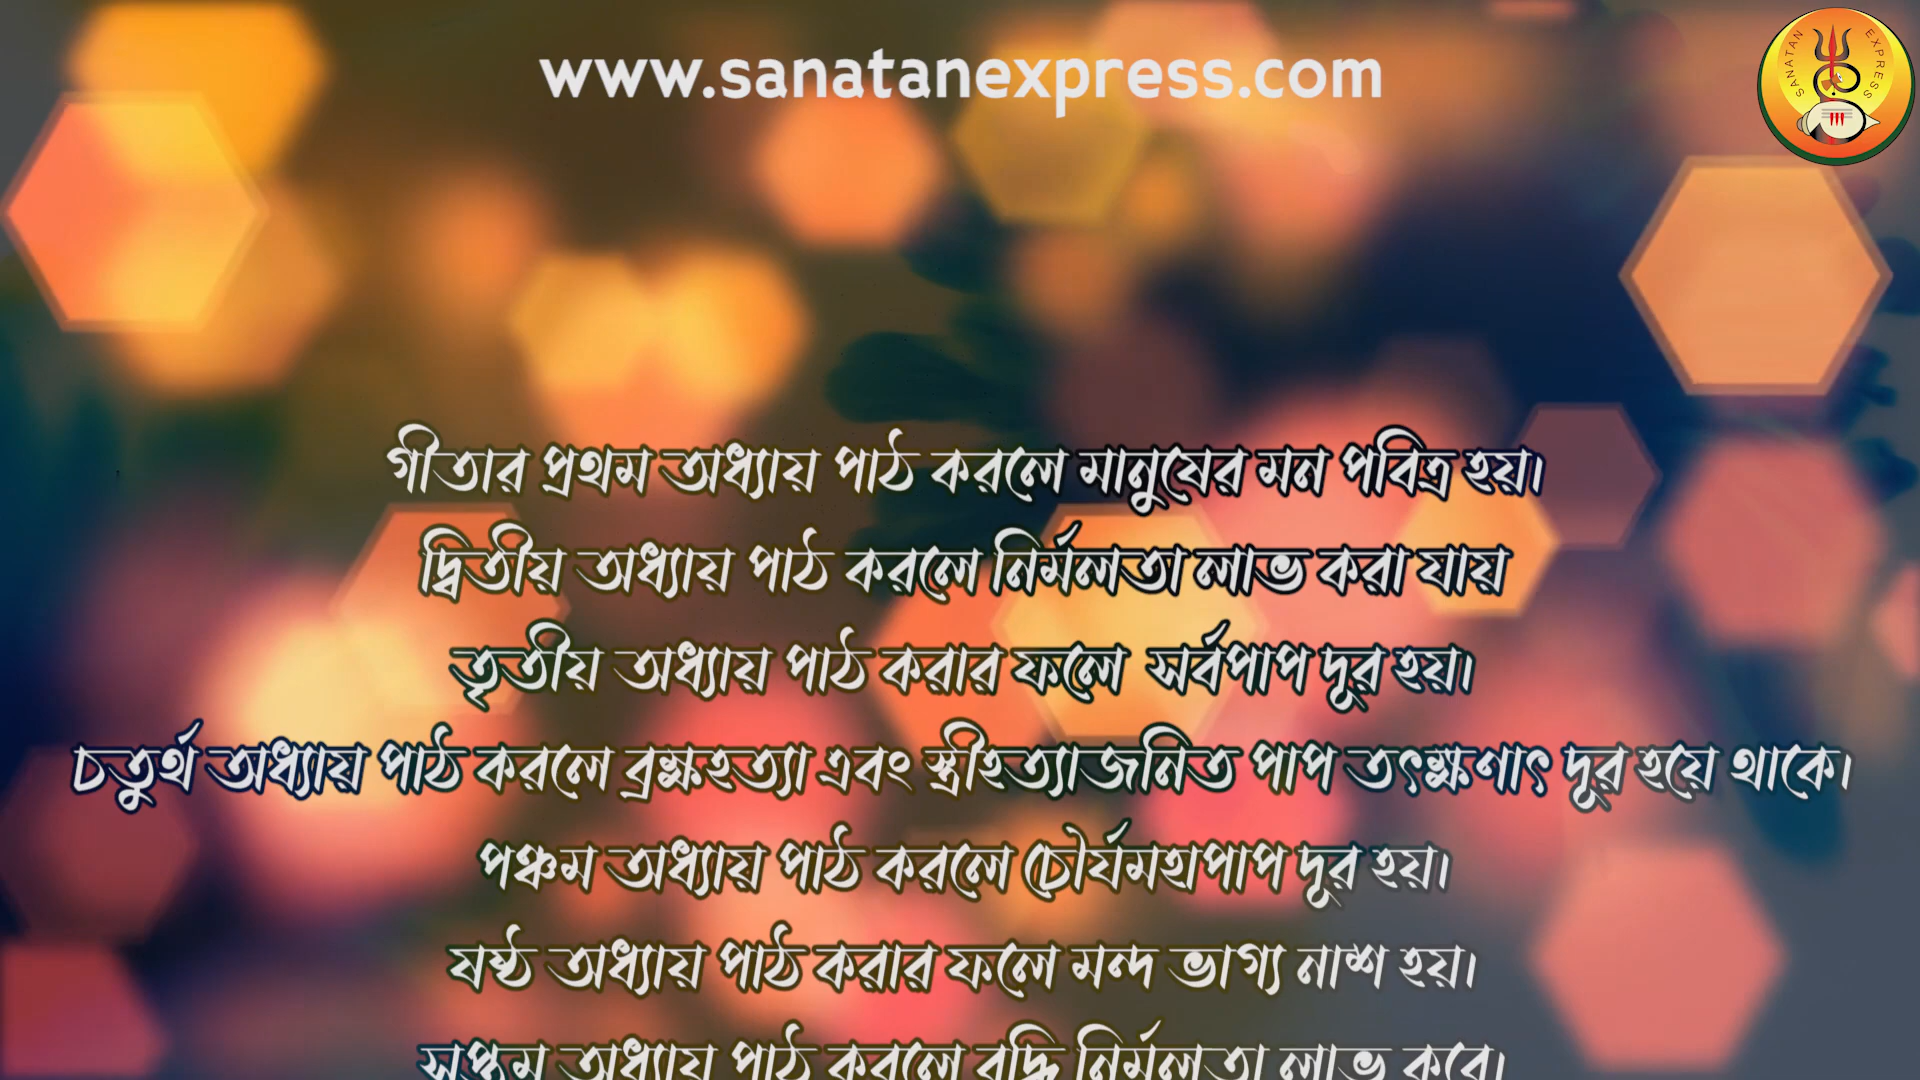 www.sanatanexpress.com
SANATAN EXPRESS
গীতার প্রথম অধ্যায় পাঠ করলে মানুষের মন পবিত্র হয়।
দ্বিতীয় অধ্যায় পাঠ করলে নির্মলতা লাভ করা যায়
তৃতীয় অধ্যায় পাঠ করার ফলে সর্বপাপ দূর হয়।
চতুর্থ অধ্যায় পাঠ করলে ব্রহ্মহত্যা এবং স্ত্রীহত্যাজনিত পাপ তৎক্ষণাৎ দূর হয়ে থাকে।
পঞ্চম অধ্যায় পাঠ করলে চৌর্যমহাপাপ দূর হয়।
ষষ্ঠ অধ্যায় পাঠ করার ফলে মন্দ ভাগ্য নাশ হয়।
সপ্তম অধ্যায় পাঠ করলে বুদ্ধি নির্মলতা লাভ করে।